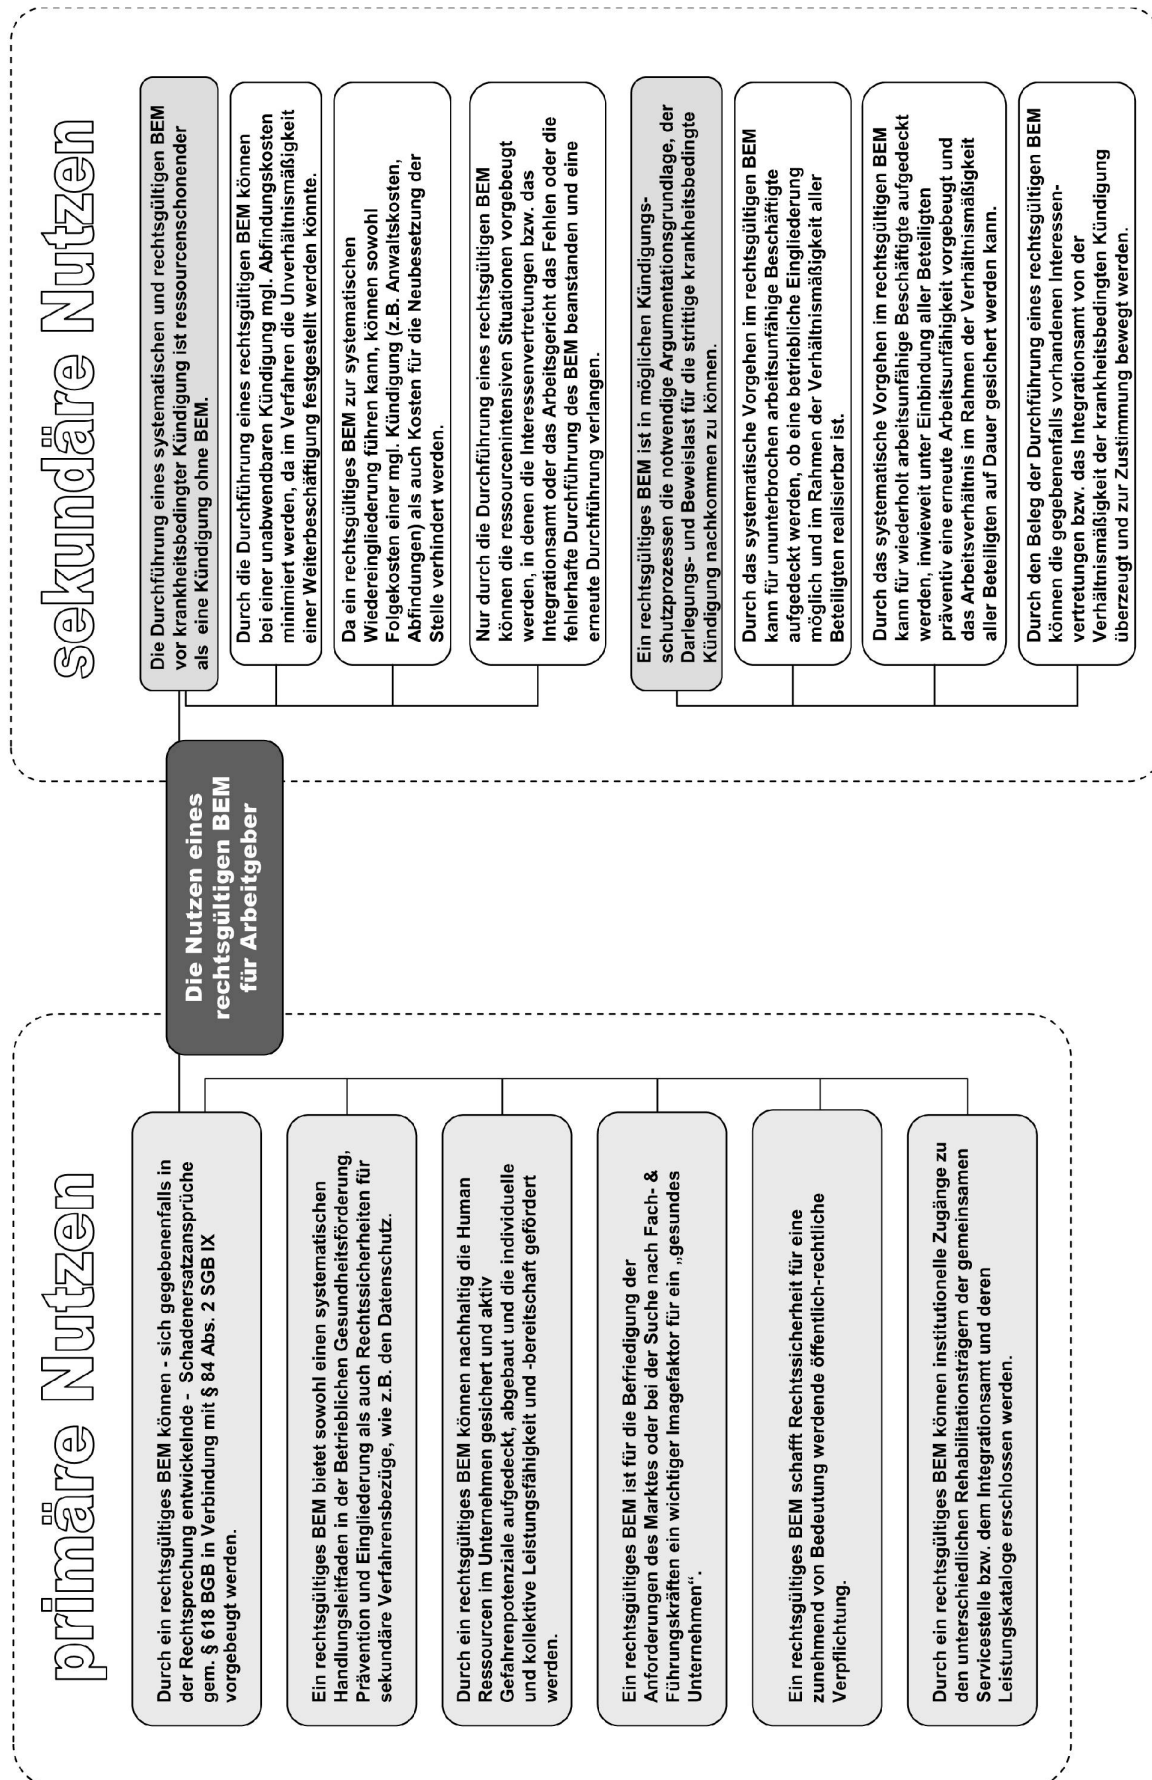 primäre Nutzen
Durch ein rechtsgültiges BEM können - sich gegebenenfalls in
der Rechtsprechung entwickelnde - Schadenersatzansprüche
gem. § 618 BGB in Verbindung mit § 84 Abs. 2 SGB IX
vorgebeugt werden.
Ein rechtsgültiges BEM bietet sowohl einen systematischen
Handlungsleitfaden in der Betrieblichen Gesundheitsförderung,
Prävention und Eingliederung als auch Rechtssicherheiten für
sekundäre Verfahrensbezüge, wie z.B. den Datenschutz.
Durch ein rechtsgültiges BEM können nachhaltig die Human
Ressourcen im Unternehmen gesichert und aktiv
Gefahrenpotenziale aufgedeckt, abgebaut und die individuelle
und kollektive Leistungsfähigkeit und -bereitschaft gefördert
werden.
Ein rechtsgültiges BEM ist für die Befriedigung der
Anforderungen des Marktes oder bei der Suche nach Fach- &
Führungskräften ein wichtiger Imagefaktor für ein „gesundes
Unternehmen“.
Ein rechtsgültiges BEM schafft Rechtssicherheit für eine
zunehmend von Bedeutung werdende öffentlich-rechtliche
Verpflichtung.
Durch ein rechtsgültiges BEM können institutionelle Zugänge zu
den unterschiedlichen Rehabilitationsträgern der gemeinsamen
Servicestelle bzw. dem Integrationsamt und deren
Leistungskataloge erschlossen werden.
Die Nutzen eines
rechtsgültigen BEM
für Arbeitgeber
sekundäre Nutzen
Die Durchführung eines systematischen und rechtsgültigen BEM
vor krankheitsbedingter Kündigung ist ressourcenschonender
als eine Kündigung ohne BEM.
Durch die Durchführung eines rechtsgültigen BEM können
bei einer unabwendbaren Kündigung mgl. Abfindungskosten
minimiert werden, da im Verfahren die Unverhältnismäßigkeit
einer Weiterbeschäftigung festgestellt werden könnte.
Da ein rechtsgültiges BEM zur systematischen
Wiedereingliederung führen kann, können sowohl
Folgekosten einer mgl. Kündigung (z.B. Anwaltskosten,
Abfindungen) als auch Kosten für die Neubesetzung der
Stelle verhindert werden.
Nur durch die Durchführung eines rechtsgültigen BEM
können die ressourcenintensiven Situationen vorgebeugt
werden, in denen die Interessenvertretungen bzw. das
Integrationsamt oder das Arbeitsgericht das Fehlen oder die
fehlerhafte Durchführung des BEM beanstanden und eine
erneute Durchführung verlangen.
Ein rechtsgültiges BEM ist in möglichen Kündigungs-
schutzprozessen die notwendige Argumentationsgrundlage, der
Darlegungs- und Beweislast für die strittige krankheitsbedingte
Kündigung nachkommen zu können.
Durch das systematische Vorgehen im rechtsgültigen BEM
kann für ununterbrochen arbeitsunfähige Beschäftigte
aufgedeckt werden, ob eine betriebliche Eingliederung
möglich und im Rahmen der Verhältnismäßigkeit aller
Beteiligten realisierbar ist.
Durch das systematische Vorgehen im rechtsgültigen BEM
kann für wiederholt arbeitsunfähige Beschäftigte aufgedeckt
werden, inwieweit unter Einbindung aller Beteiligten
präventiv eine erneute Arbeitsunfähigkeit vorgebeugt und
das Arbeitsverhältnis im Rahmen der Verhältnismäßigkeit
aller Beteiligten auf Dauer gesichert werden kann.
Durch den Beleg der Durchführung eines rechtsgültigen BEM
können die gegebenenfalls vorhandenen Interessen-
vertretungen bzw. das Integrationsamt von der
Verhältnismäßigkeit der krankheitsbedingten Kündigung
überzeugt und zur Zustimmung bewegt werden.